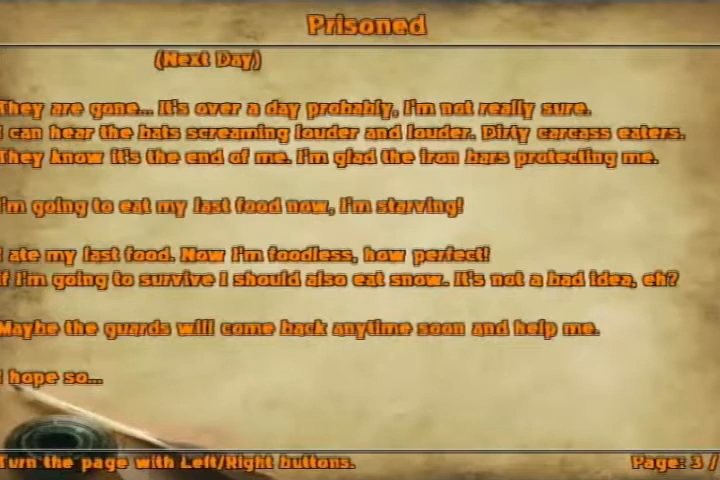 Prisoned
(Next Day)
They are gone... It's over a day probably, I'm not really sure.
I can hear the bats screaming louder and louder. Dirty carcass eaters.
They know it's the end of me. I'm glad the iron bars protecting me.
I'm going to eat my last food now, I'm starving!
I ate my last food. Now I'm foodless, how perfect!
If I'm going to survive I should also eat snow. It's not a bad idea, eh?
Maybe the guards will come back anytime soon and help me.
I hope so...
Turn the page with Left/Right buttons.
Page: 3 /